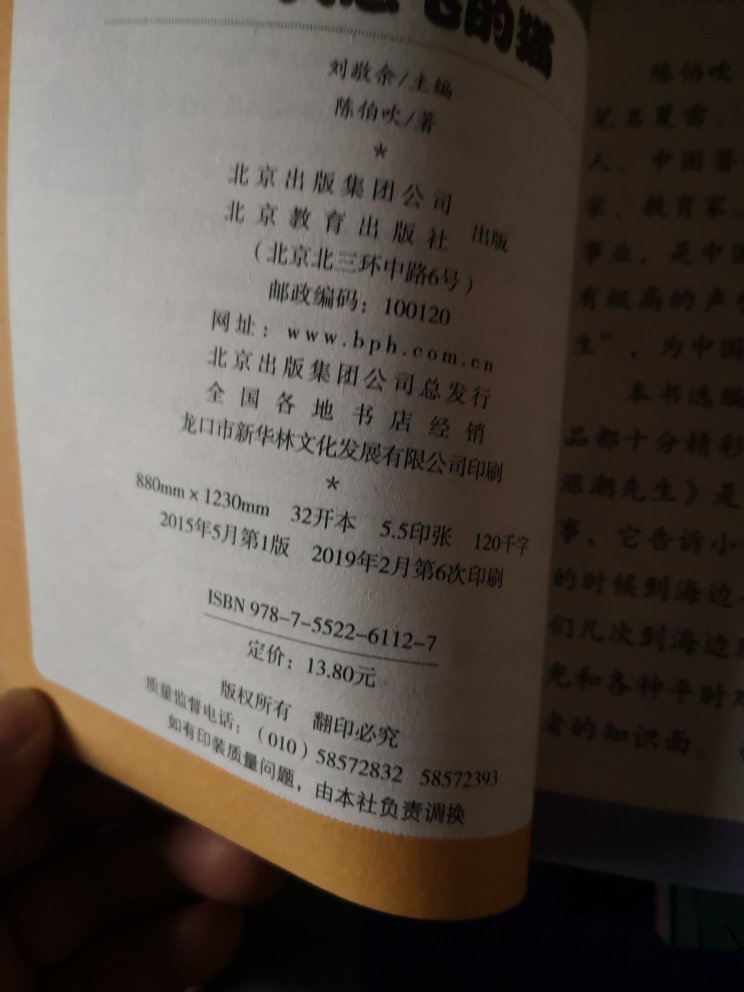 飞的猫
刘敬余/主编
陈伯吹/著
*
北京出版集团公司
北京教育出版社 出版
（北京北三环中路6号）
邮政编码：100120
网址：www.bph.com.cn
北京出版集团公司总发行
全国各地书店经销
龙口市新华林文化发展有限公司印刷
*
880mm×1230mm 32开本 5.5印张 120千字
2015年5月第1版 2019年2月第6次印刷
ISBN 978-7-5522-6112-7
定价：13.80元
版权所有 翻印必究
质量监督电话：（010）58572832 58572393
如有印装质量问题，由本社负责调换
陈伯吹
笔名夏雷。
人。中国著
家、教育家。
事业，是中国
有极高的声
生”，为中国
本书选编
品都十分精彩
涨潮先生》是
事，它告诉小
的时候到海边
们几次到海边
光和各种平时
者的知识面。